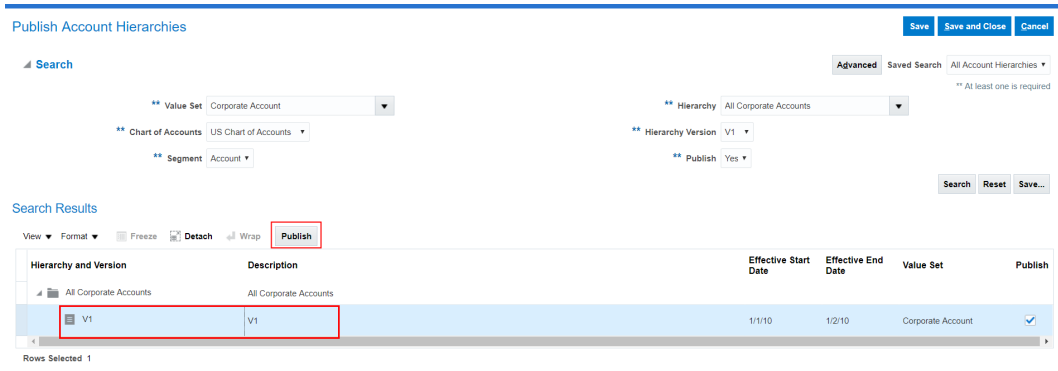 Publish Account Hierarchies
Save Save and Close Cancel
Search
Advanced Saved Search All Account Hierarchies
** At least one is required
** Value Set Corporate Account
** Hierarchy All Corporate Accounts
** Chart of Accounts US Chart of Accounts
** Hierarchy Version V1
** Segment Account
** Publish Yes
Search Reset Save...
Search Results
View Format Freeze Detach Wrap Publish
Hierarchy and Version Description Effective Start Date Effective End Date Value Set Publish
All Corporate Accounts All Corporate Accounts
V1 V1 1/1/10 1/2/10 Corporate Account
Rows Selected 1